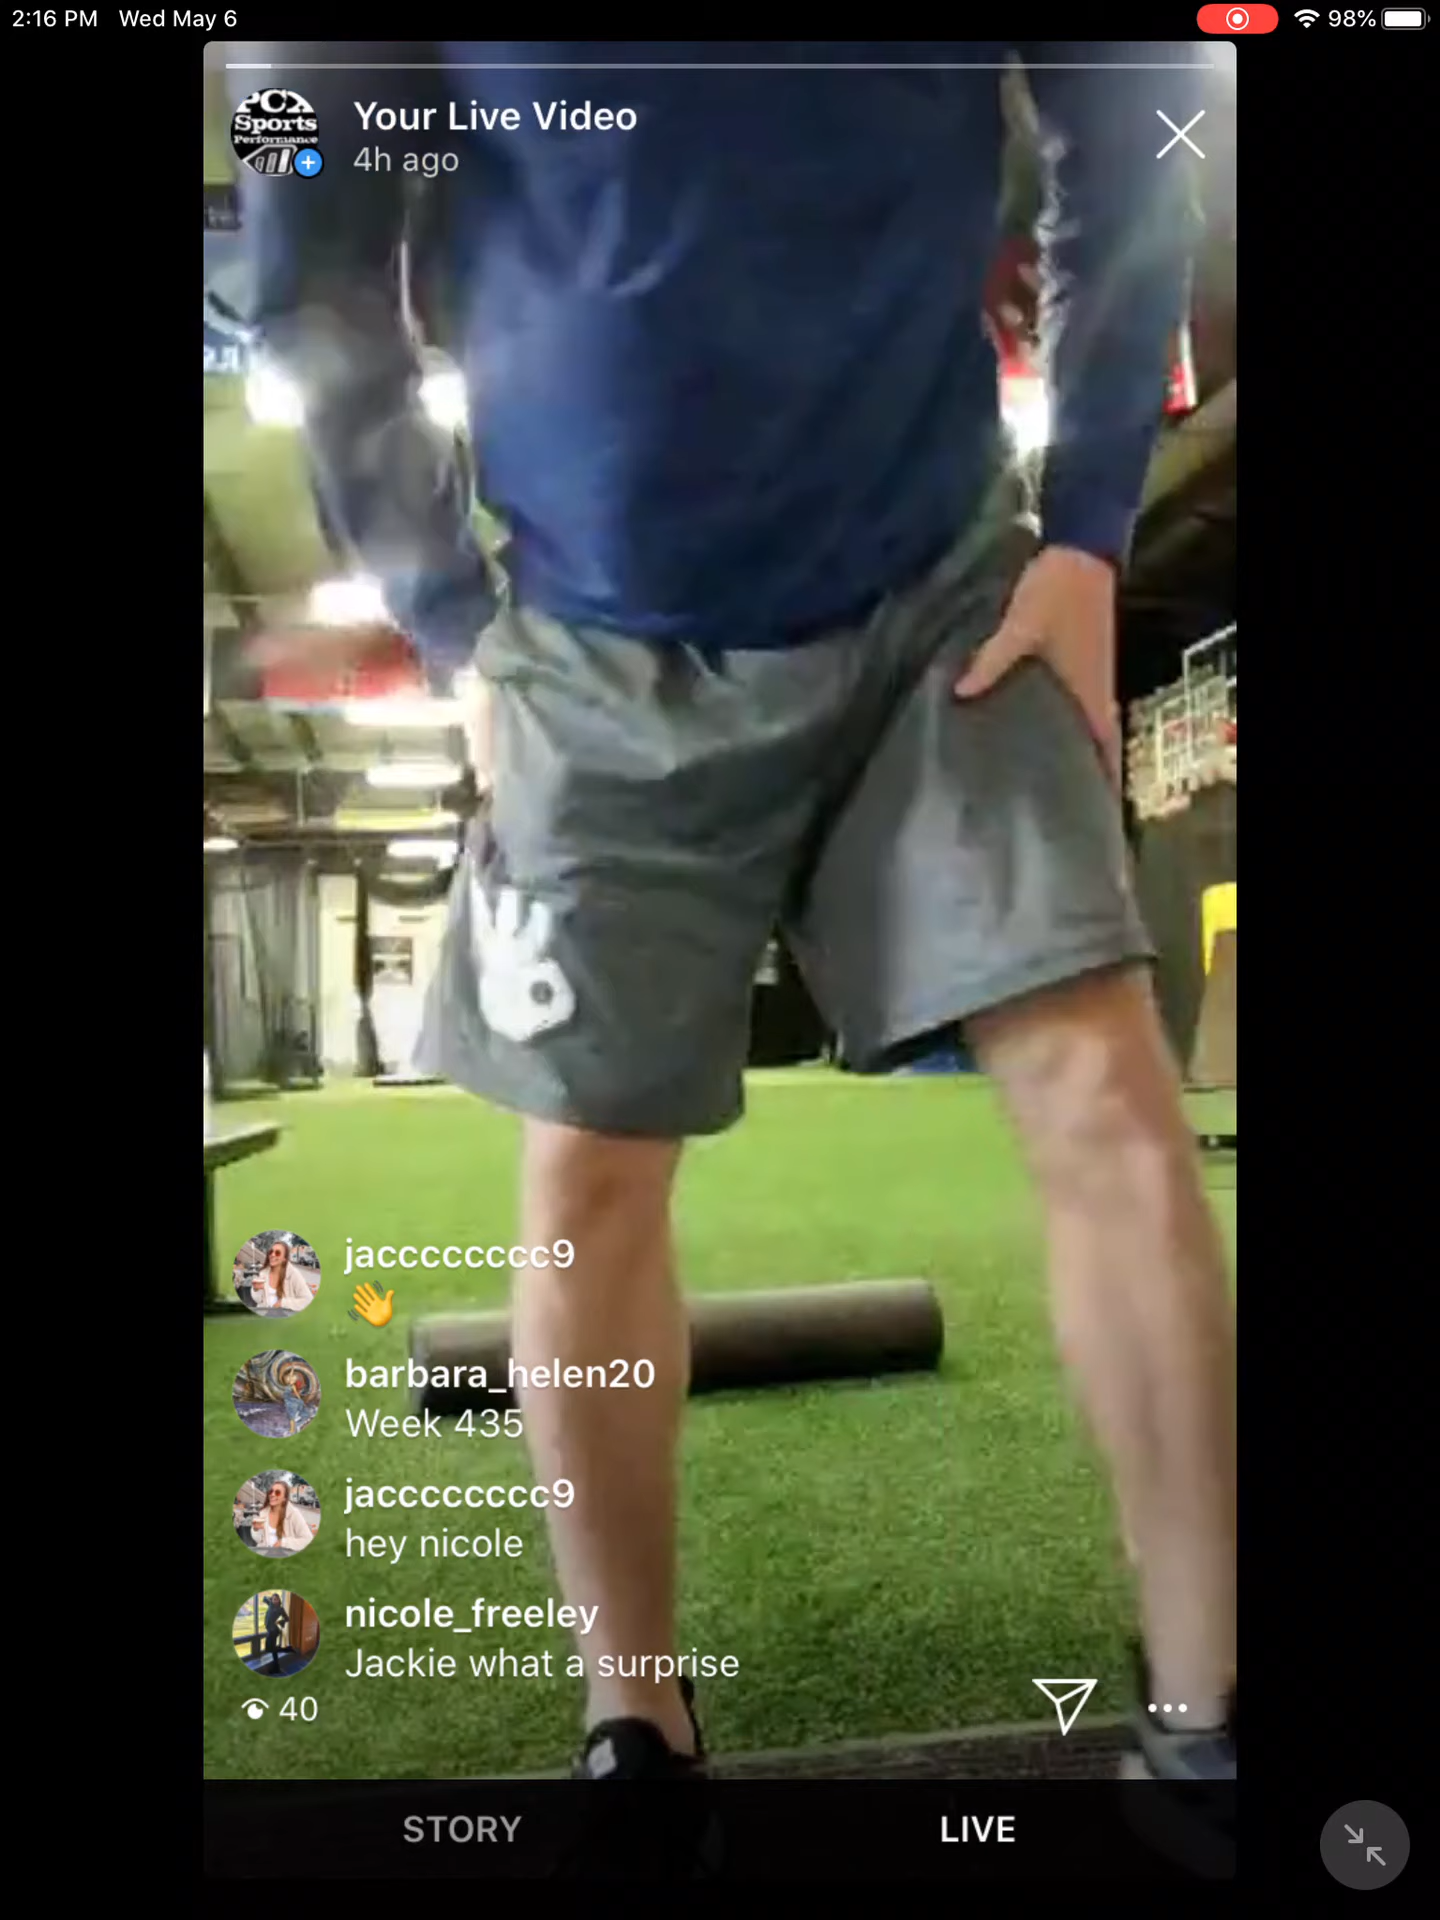 2:16 PM Wed May 6
98%
PCX
Sports
Performance
Your Live Video
4h ago
jacccccccc9
👋
barbara_helen20
Week 435
jacccccccc9
hey nicole
nicole_freeley
Jackie what a surprise
40
STORY
LIVE